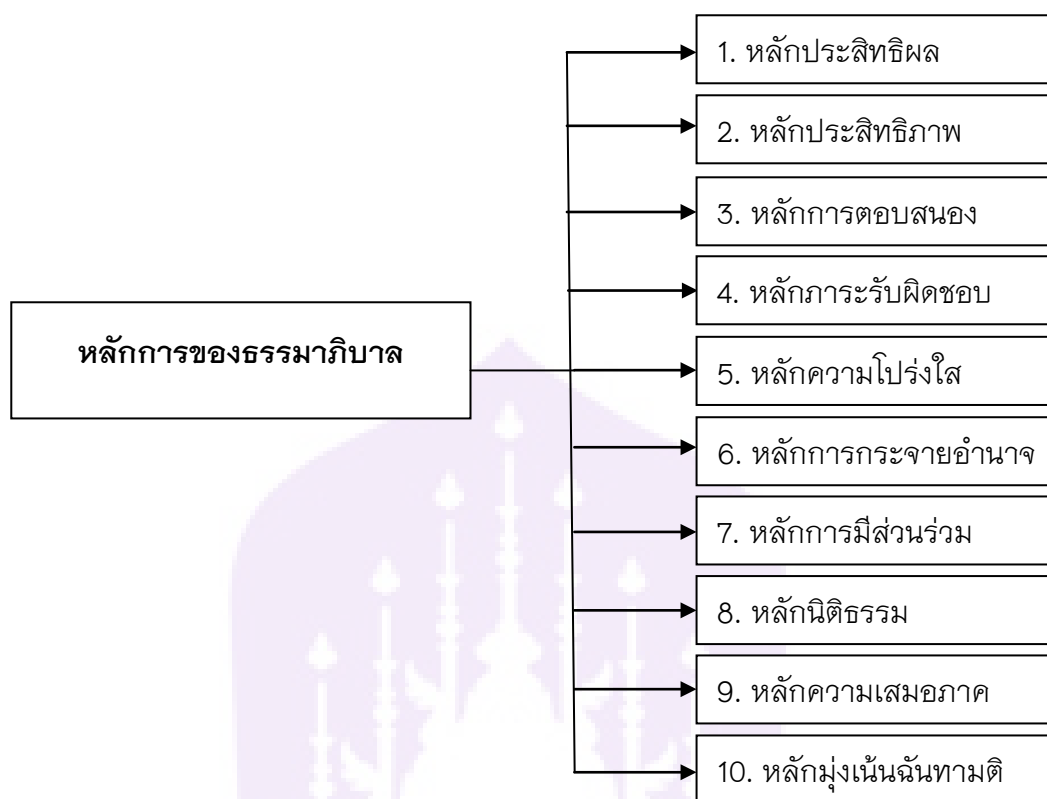 หลักการของธรรมาภิบาล
1. หลักประสิทธิผล
2. หลักประสิทธิภาพ
3. หลักการตอบสนอง
4. หลักภาระรับผิดชอบ
5. หลักความโปร่งใส
6. หลักการกระจายอำนาจ
7. หลักการมีส่วนร่วม
8. หลักนิติธรรม
9. หลักความเสมอภาค
10. หลักมุ่งเน้นฉันทามติ